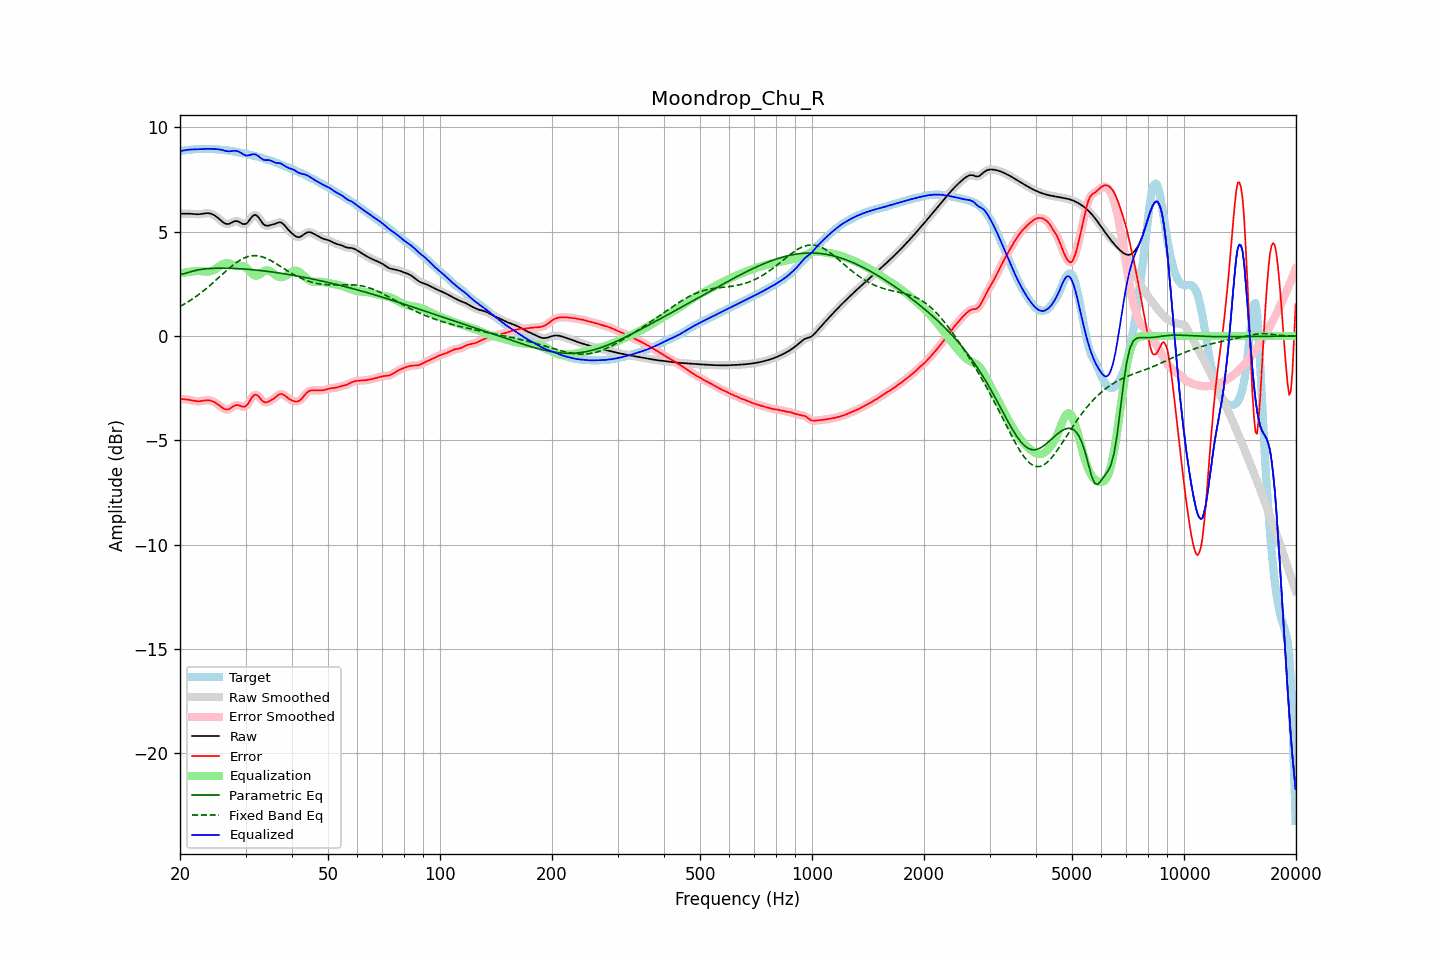 Moondrop_Chu_R
Amplitude (dBr)
10
5
0
−5
−10
−15
−20
Target
Raw Smoothed
Error Smoothed
Raw
Error
Equalization
Parametric Eq
Fixed Band Eq
Equalized
20 50 100 200 500 1000 2000 5000 10000 20000
Frequency (Hz)